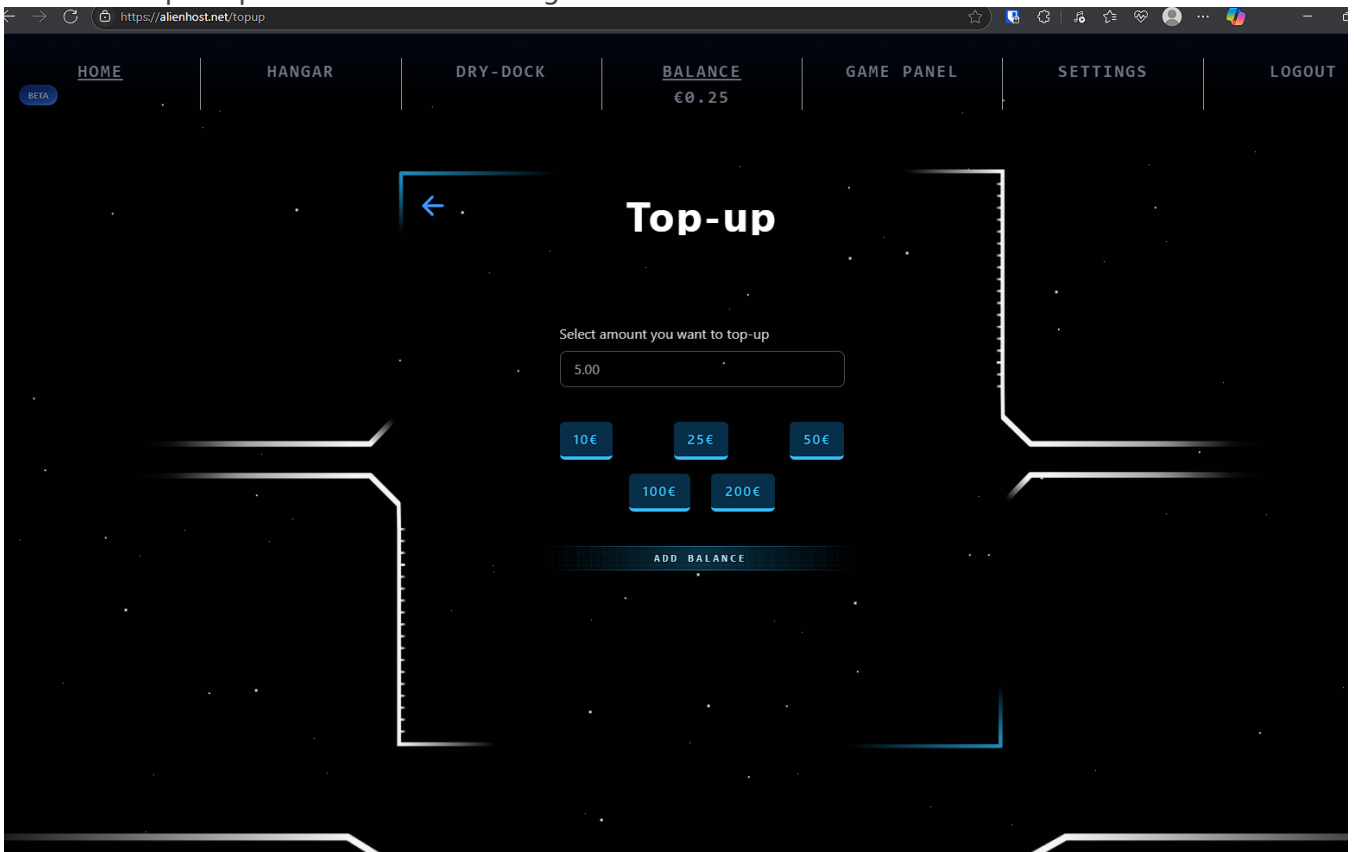 https://alienhost.net/topup
HOME
HANGAR
DRY-DOCK
BALANCE
€0.25
GAME PANEL
SETTINGS
LOGOUT
BETA
Top-up
Select amount you want to top-up
5.00
10€
25€
50€
100€
200€
ADD BALANCE